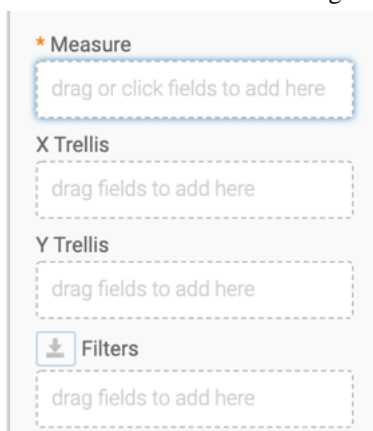 * Measure
drag or click fields to add here
X Trellis
drag fields to add here
Y Trellis
drag fields to add here
Filters
drag fields to add here